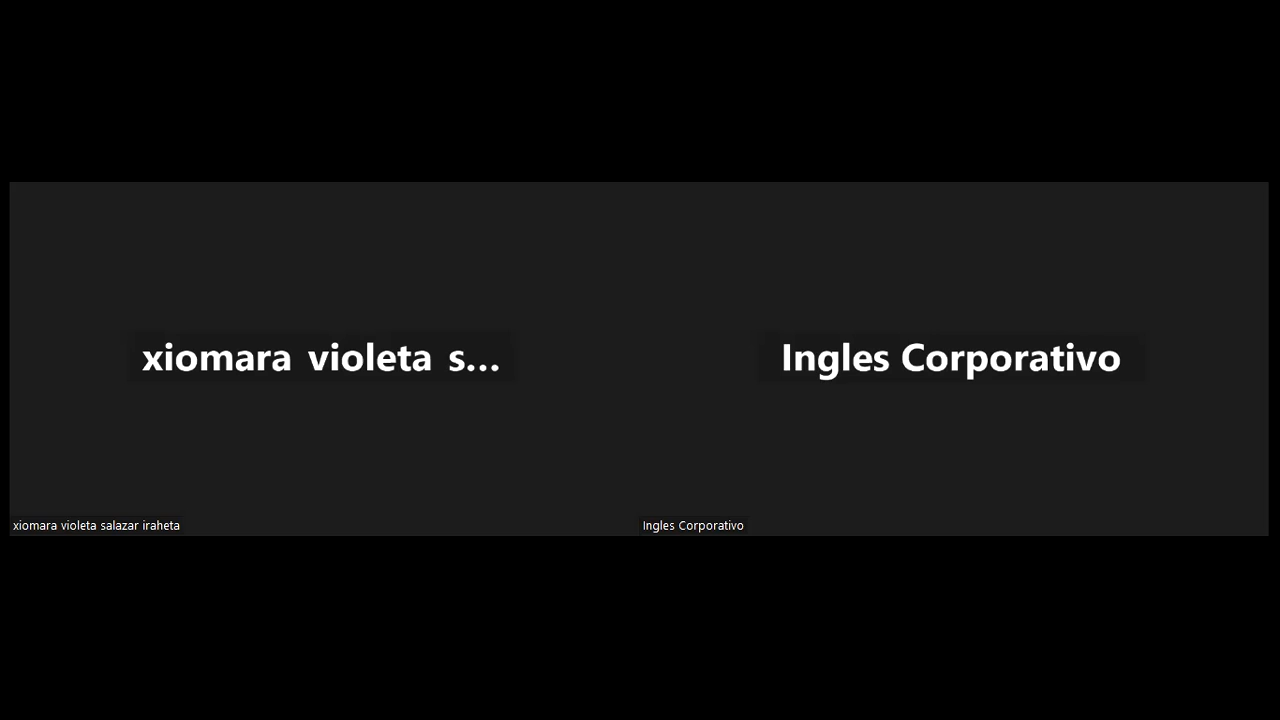 xiomara violeta s...
Ingles Corporativo
xiomara violeta salazar iraheta
Ingles Corporativo